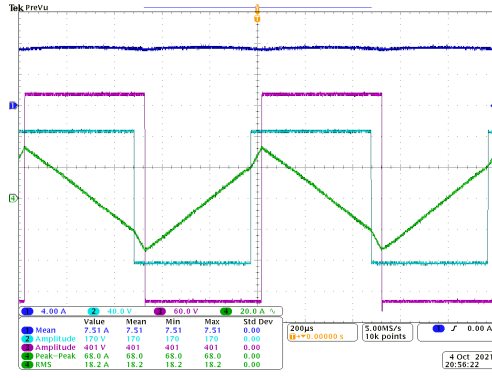 Tek PreVu
T
T
1
4
1 4.00 A 2 40.0 V 3 60.0 V 4 20.0 A
Value Mean Min Max Std Dev
1 Mean 7.51 A 7.51 7.51 7.51 0.00
2 Amplitude 170 V 170 170 170 0.00
3 Amplitude 401 V 401 401 401 0.00
4 Peak-Peak 68.0 A 68.0 68.0 68.0 0.00
4 RMS 18.2 A 18.2 18.2 18.2 0.00
200µs
T→▾0.00000 s
5.00MS/s
10k points
1 0.00 A
4 Oct 2021
20:56:22